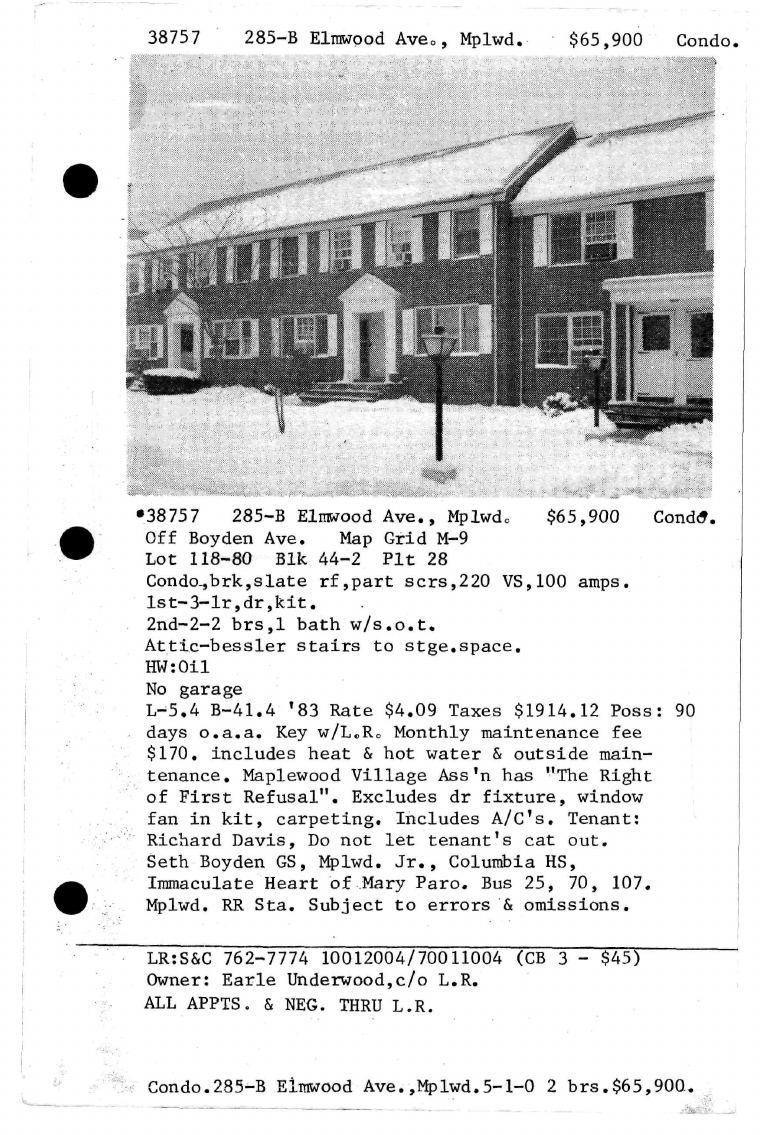 38757 285-B Elmwood Ave., Mplwd. $65,900 Condo.
38757 285-B Elmwood Ave., Mplwd. $65,900 Condo.
Off Boyden Ave. Map Grid M-9
Lot 118-80 Blk 44-2 Plt 28
Condo,brk,slate rf,part scrs,220 VS,100 amps.
1st-3-lr,dr,kit.
2nd-2-2 brs,1 bath w/s.o.t.
Attic-bessler stairs to stge.space.
HW:Oil
No garage
L-5.4 B-41.4 '83 Rate $4.09 Taxes $1914.12 Poss: 90
days o.a.a. Key w/L.R. Monthly maintenance fee
$170. includes heat & hot water & outside main-
tenance. Maplewood Village Ass'n has "The Right
of First Refusal". Excludes dr fixture, window
fan in kit, carpeting. Includes A/C's. Tenant:
Richard Davis, Do not let tenant's cat out.
Seth Boyden GS, Mplwd. Jr., Columbia HS,
Immaculate Heart of Mary Paro. Bus 25, 70, 107.
Mplwd. RR Sta. Subject to errors & omissions.
LR:S&C 762-7774 10012004/70011004 (CB 3 - $45)
Owner: Earle Underwood,c/o L.R.
ALL APPTS. & NEG. THRU L.R.
Condo.285-B Elmwood Ave.,Mplwd.5-1-0 2 brs.$65,900.